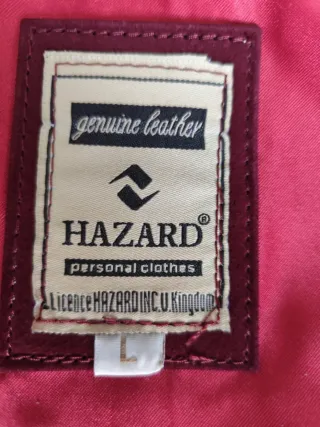 genuine leather
HAZARD®
personal clothes
Licence HAZARD INC. U. Kingdom
L